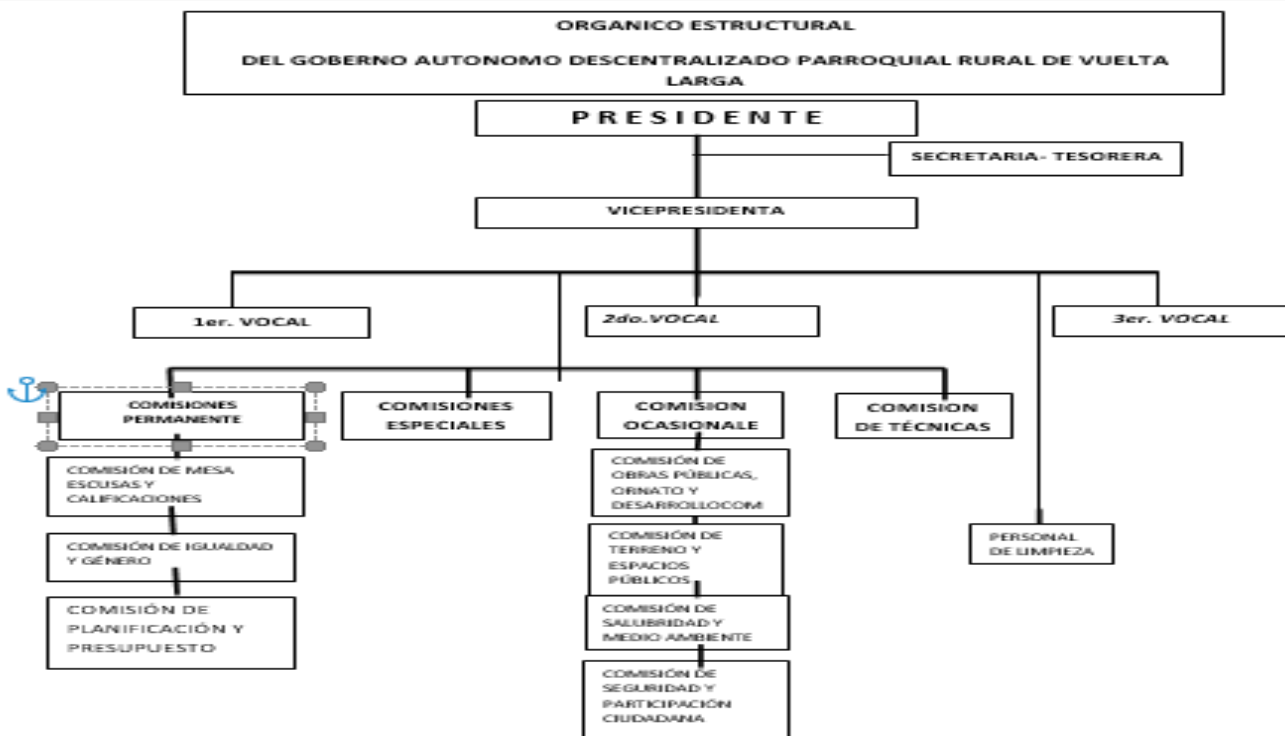 ORGANICO ESTRUCTURAL
DEL GOBERNO AUTONOMO DESCENTRALIZADO PARROQUIAL RURAL DE VUELTA
LARGA
PRESIDENTE
SECRETARIA- TESORERA
VICEPRESIDENTA
1er. VOCAL
2do.VOCAL
3er. VOCAL
COMISIONES
PERMANENTE
COMISIONES
ESPECIALES
COMISION
OCASIONALE
COMISION
DE TÉCNICAS
COMISIÓN DE MESA
ESCUSAS Y
CALIFICACIONES
COMISIÓN DE IGUALDAD
Y GÉNERO
COMISIÓN DE
PLANIFICACIÓN Y
PRESUPUESTO
COMISIÓN DE
OBRAS PÚBLICAS,
ORNATO Y
DESARROLLOCOM
COMISIÓN DE
TERRENO Y
ESPACIOS
PÚBLICOS
COMISIÓN DE
SALUBRIDAD Y
MEDIO AMBIENTE
COMISIÓN DE
SEGURIDAD Y
PARTICIPACIÓN
CIUDADANA
PERSONAL
DE LIMPIEZA